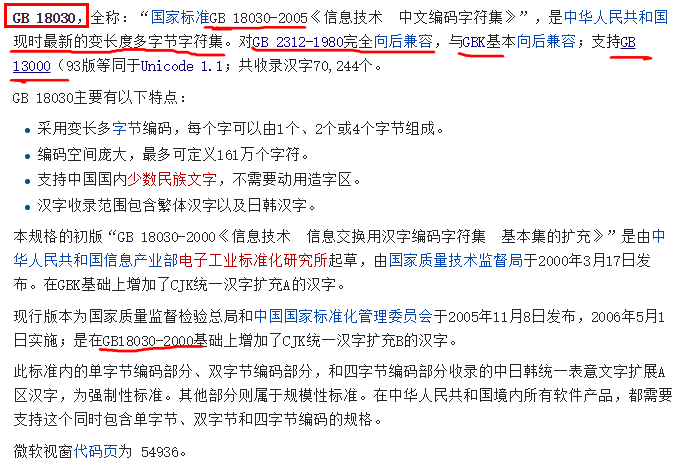 GB 18030，全称：“国家标准GB 18030-2005《信息技术　中文编码字符集》”，是中华人民共和国
现时最新的变长度多字节字符集。对GB 2312-1980完全向后兼容，与GBK基本向后兼容；支持GB
13000（93版等同于Unicode 1.1；共收录汉字70,244个。
GB 18030主要有以下特点：
采用变长多字节编码，每个字可以由1个、2个或4个字节组成。
编码空间庞大，最多可定义161万个字符。
支持中国国内少数民族文字，不需要动用造字区。
汉字收录范围包含繁体汉字以及日韩汉字。
本规格的初版“GB 18030-2000《信息技术　信息交换用汉字编码字符集　基本集的扩充》”是由中
华人民共和国信息产业部电子工业标准化研究所起草，由国家质量技术监督局于2000年3月17日发
布。在GBK基础上增加了CJK统一汉字扩充A的汉字。
现行版本为国家质量监督检验总局和中国国家标准化管理委员会于2005年11月8日发布，2006年5月1
日实施；是在GB18030-2000基础上增加了CJK统一汉字扩充B的汉字。
此标准内的单字节编码部分、双字节编码部分，和四字节编码部分收录的中日韩统一表意文字扩展A
区汉字，为强制性标准。其他部分则属于规模性标准。在中华人民共和国境内所有软件产品，都需要
支持这个同时包含单字节、双字节和四字节编码的规格。
微软视窗代码页为 54936。